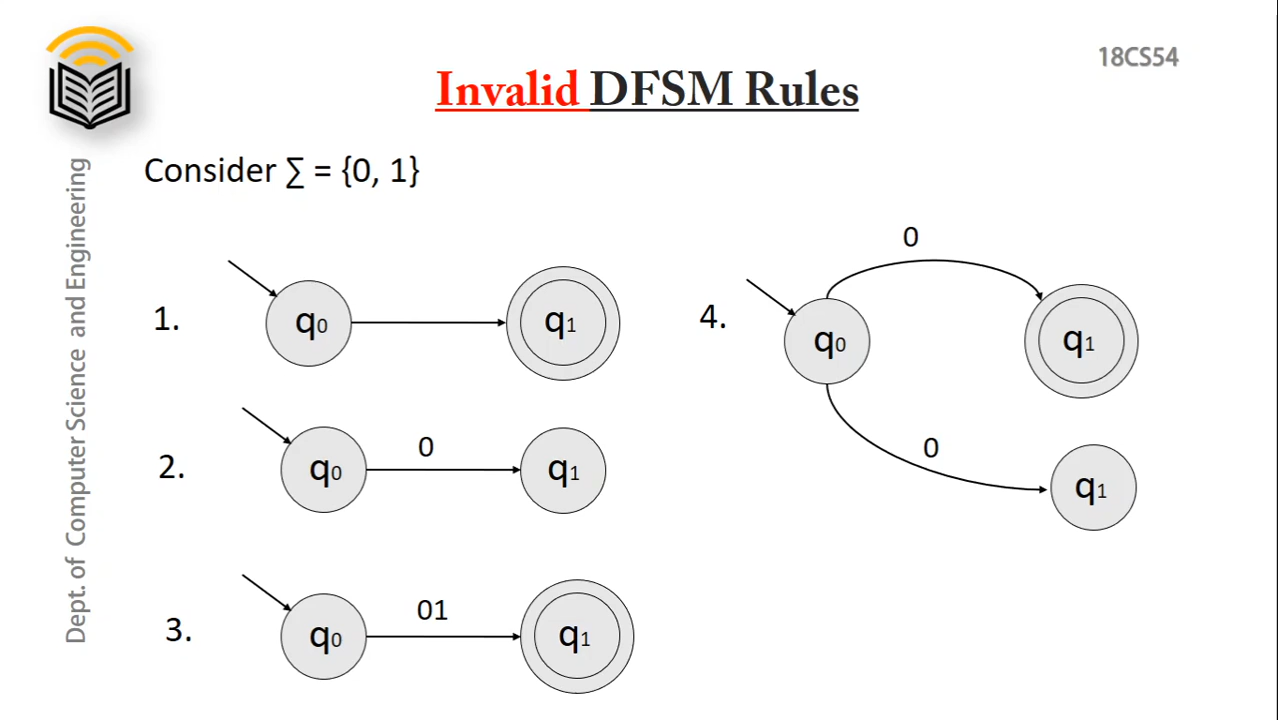 18CS54
Invalid DFSM Rules
Consider ∑ = {0, 1}
Dept. of Computer Science and Engineering
1.
q0
q1
2.
q0
0
q1
3.
q0
01
q1
4.
q0
0
q1
0
q1